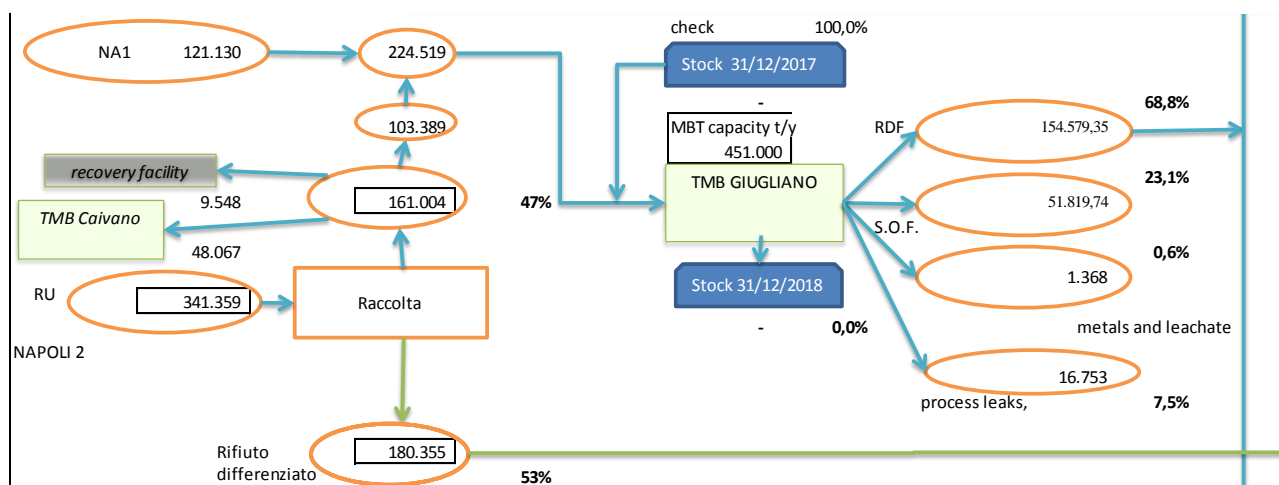 check 100,0%
NA1 121.130
224.519
Stock 31/12/2017
-
68,8%
MBT capacity t/y
451.000
RDF
154.579,35
103.389
recovery facility
9.548
TMB GIUGLIANO
23,1%
161.004
47%
51.819,74
TMB Caivano
S.O.F.
48.067
0,6%
1.368
RU
341.359
Raccolta
Stock 31/12/2018
- 0,0%
metals and leachate
NAPOLI 2
16.753
process leaks,
7,5%
Rifiuto
differenziato
180.355
53%